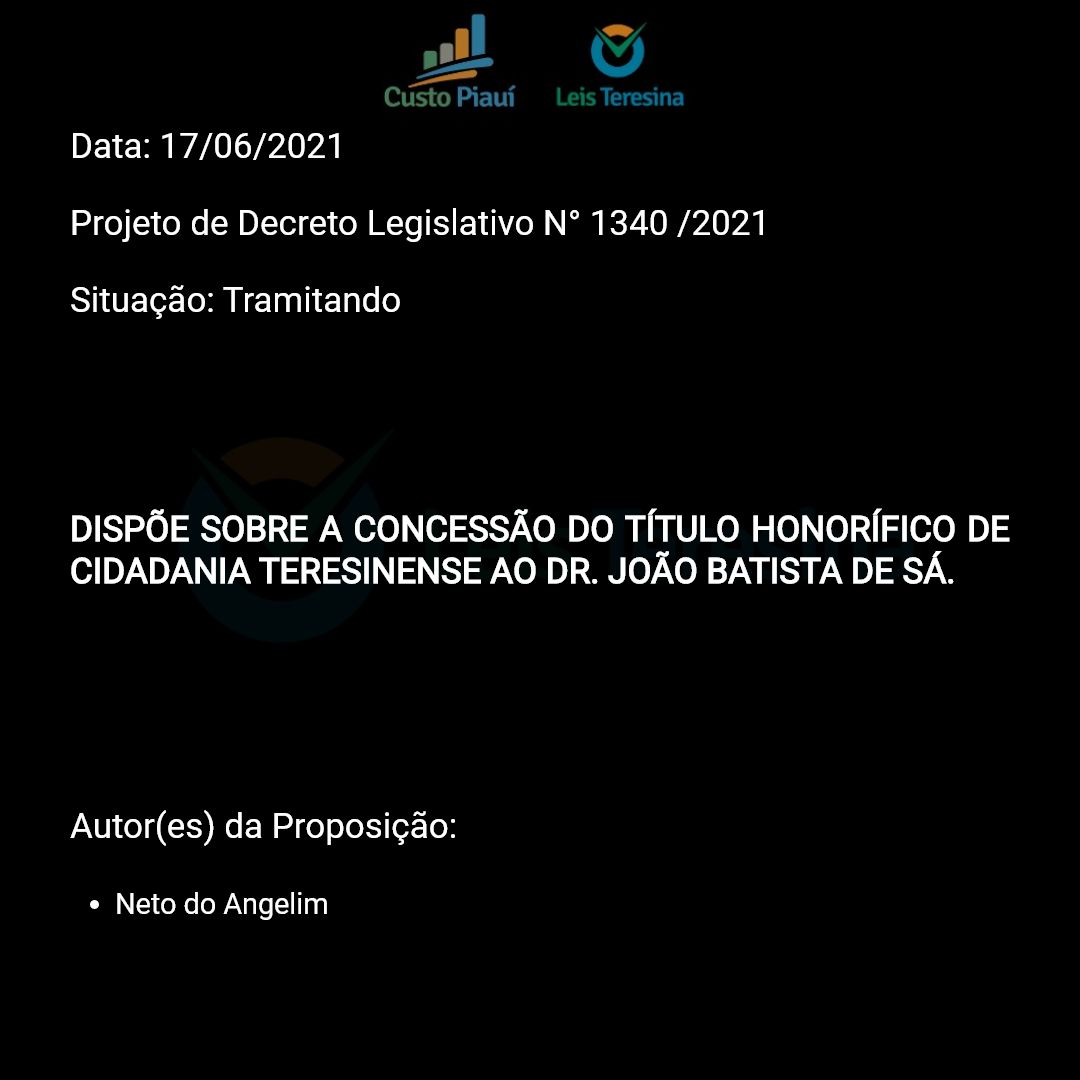 Custo Piauí
Leis Teresina
Data: 17/06/2021
Projeto de Decreto Legislativo N° 1340 /2021
Situação: Tramitando
DISPÕE SOBRE A CONCESSÃO DO TÍTULO HONORÍFICO DE
CIDADANIA TERESINENSE AO DR. JOÃO BATISTA DE SÁ.
Autor(es) da Proposição:
• Neto do Angelim